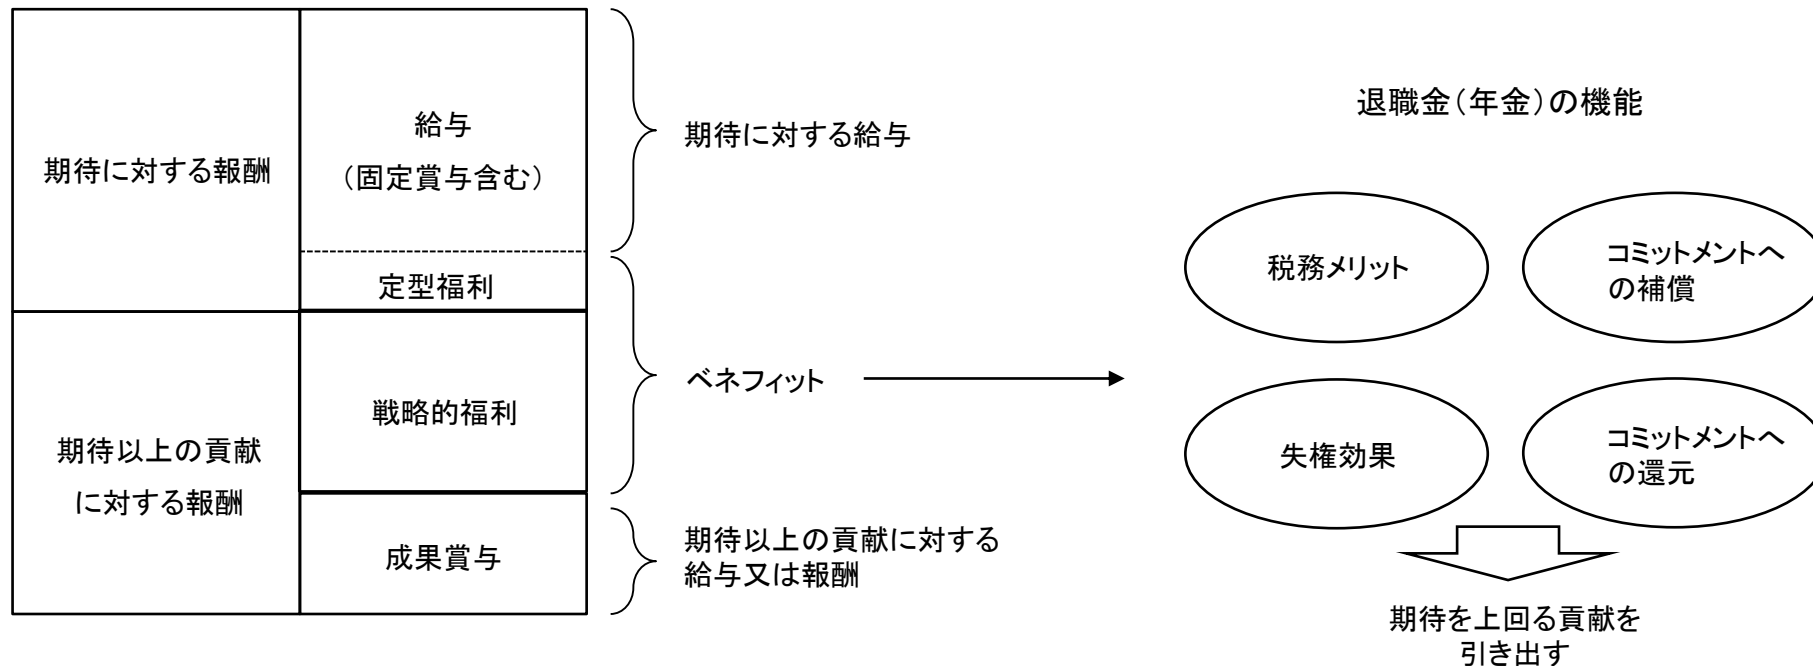 期待に対する報酬
給与
（固定賞与含む）
定型福利
期待以上の貢献
に対する報酬
戦略的福利
成果賞与
期待に対する給与
ベネフィット
期待以上の貢献に対する
給与又は報酬
退職金（年金）の機能
税務メリット
コミットメントへ
の補償
失権効果
コミットメントへ
の還元
期待を上回る貢献を
引き出す